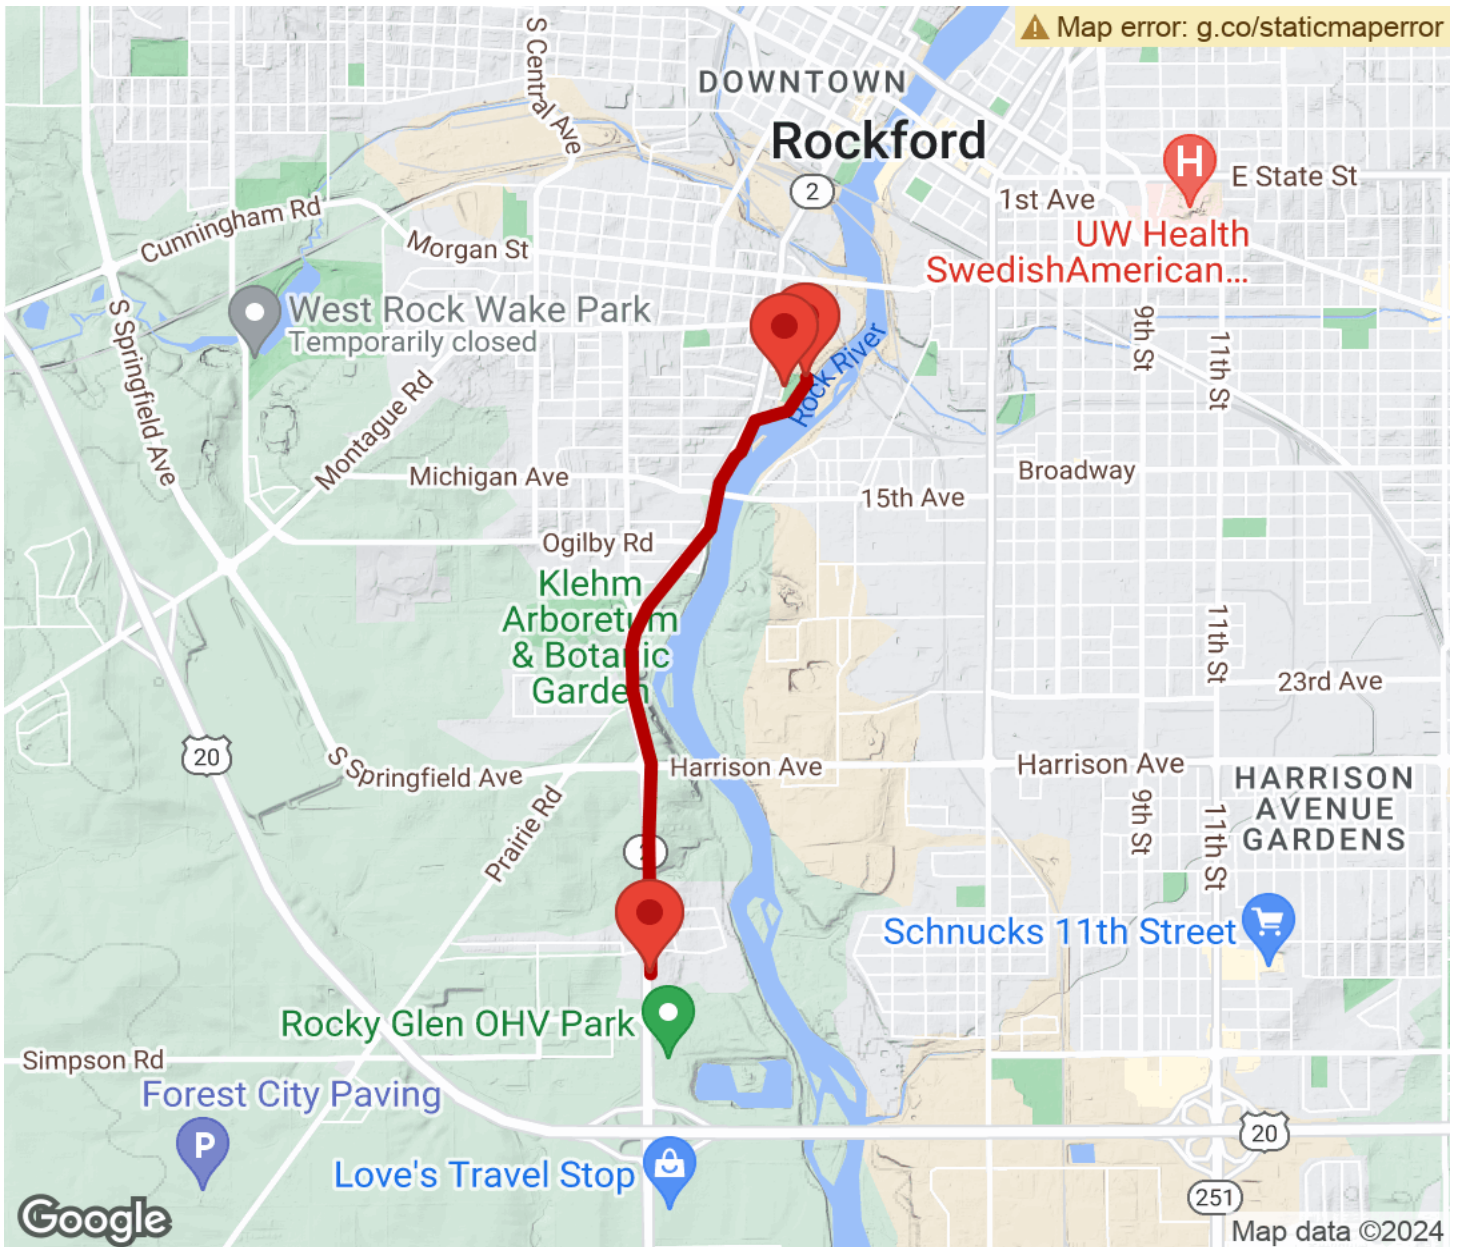 Map error: g.co/staticmaperror
S Central Ave
DOWNTOWN
Rockford
2
H
E State St
1st Ave
UW Health
SwedishAmerican...
Cunningham Rd
Morgan St
S Springfield Ave
West Rock Wake Park
Temporarily closed
9th St
11th St
Rock River
Montague Rd
Michigan Ave
Broadway
15th Ave
Ogilby Rd
Klehm
Arboretum
& Botanic
Garden
11th St
23rd Ave
20
S Springfield Ave
Harrison Ave
Harrison Ave
HARRISON
AVENUE
GARDENS
Prairie Rd
9th St
11th St
2
Schnucks 11th Street
Rocky Glen OHV Park
Simpson Rd
Forest City Paving
P
20
Love's Travel Stop
251
Google
Map data ©2024